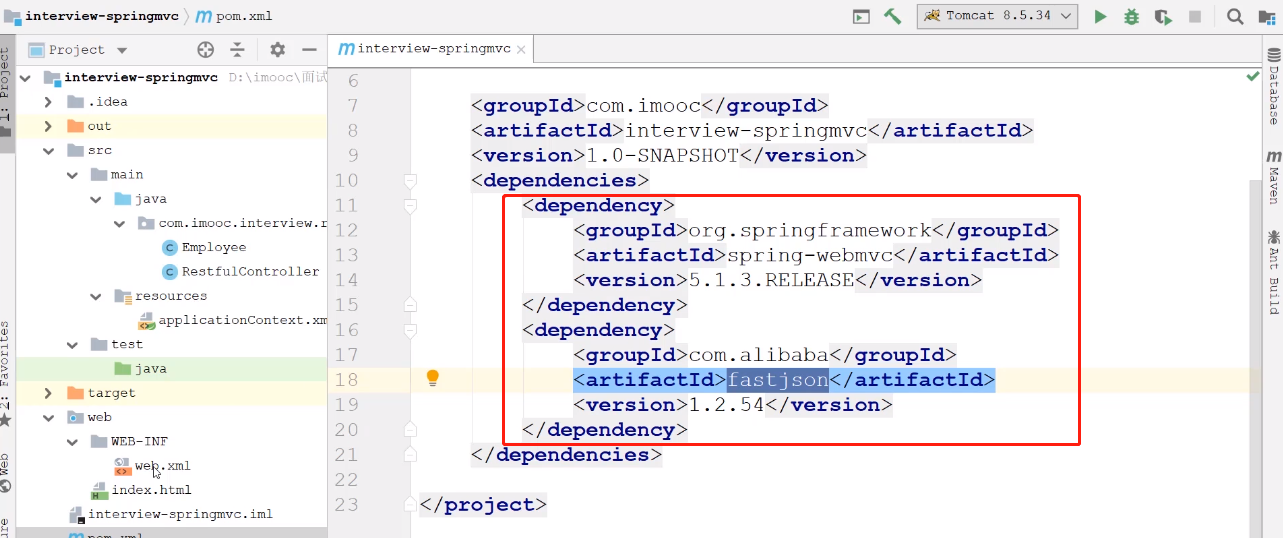 interview-springmvc pom.xml
Tomcat 8.5.34
Project
interview-springmvc
1: Project
interview-springmvc D:\imooc\面试
.idea
out
src
main
java
com.imooc.interview.r
Employee
RestfulController
resources
applicationContext.xm
test
java
target
web
WEB-INF
web.xml
index.html
interview-springmvc.iml
pom.xml
2: Favorites
Web
6
7 <groupId>com.imooc</groupId>
8 <artifactId>interview-springmvc</artifactId>
9 <version>1.0-SNAPSHOT</version>
10 <dependencies>
11 <dependency>
12 <groupId>org.springframework</groupId>
13 <artifactId>spring-webmvc</artifactId>
14 <version>5.1.3.RELEASE</version>
15 </dependency>
16 <dependency>
17 <groupId>com.alibaba</groupId>
18 <artifactId>fastjson</artifactId>
19 <version>1.2.54</version>
20 </dependency>
21 </dependencies>
22
23 </project>
Database
Maven
Ant Build